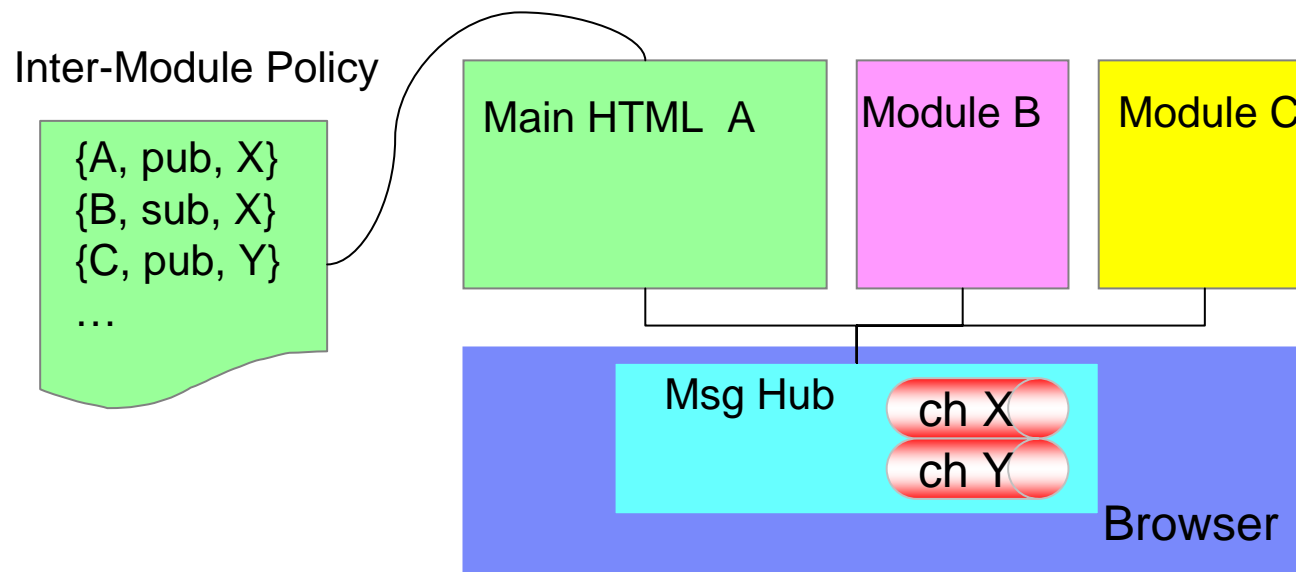 Inter-Module Policy
{A, pub, X}
{B, sub, X}
{C, pub, Y}
…
Main HTML A
Module B
Module C
Msg Hub
ch X
ch Y
Browser